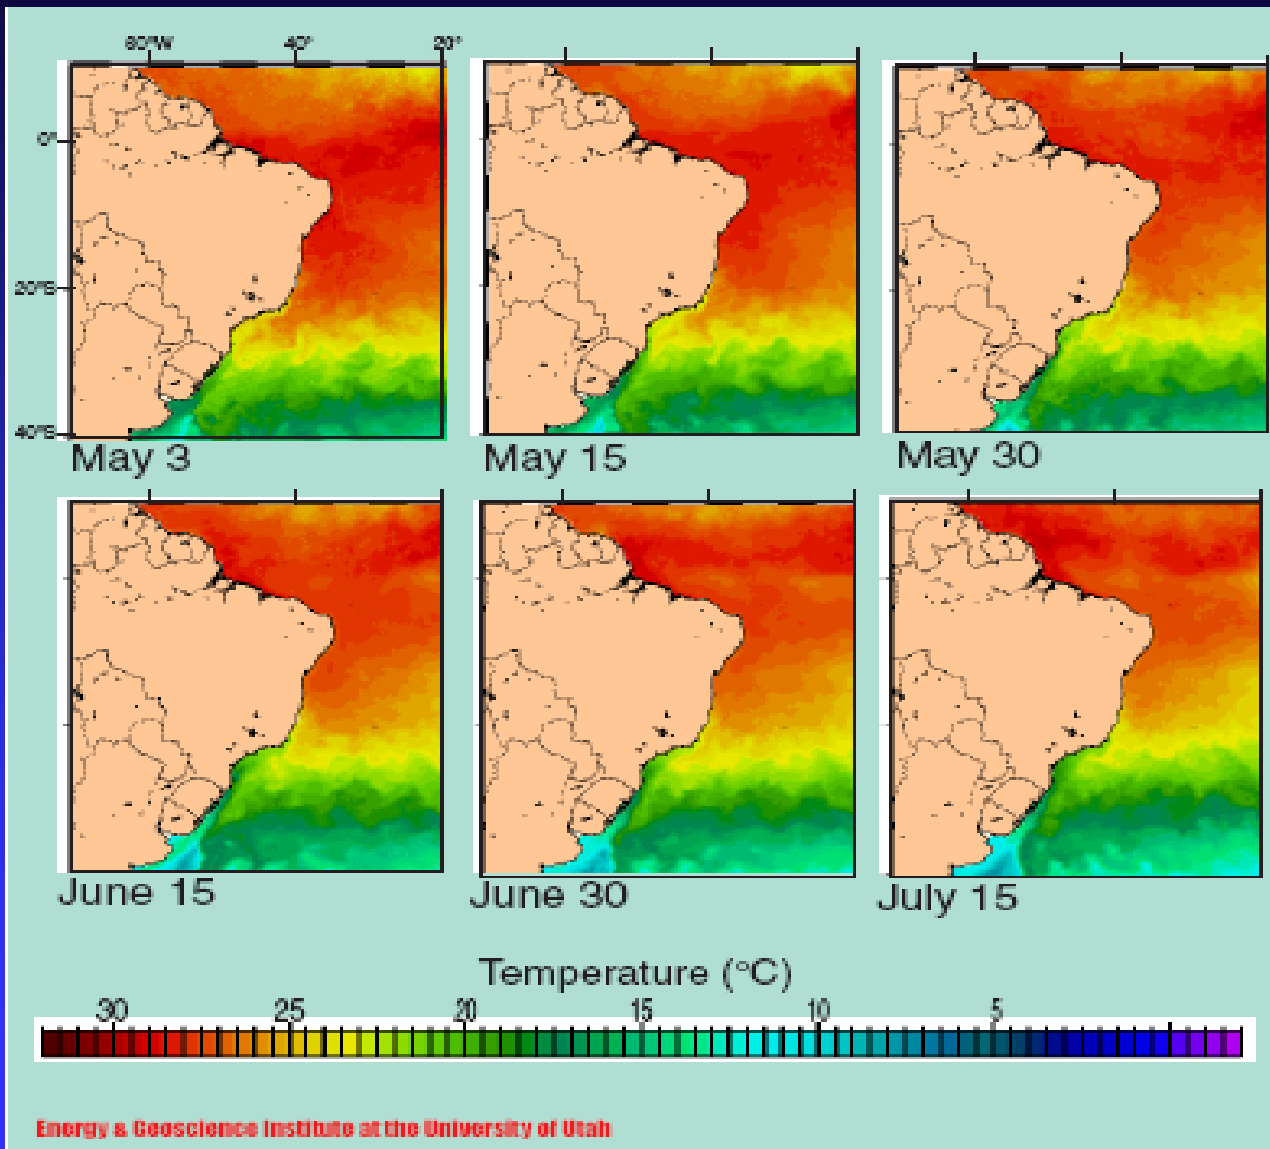 60°W 40° 20°
0°
20°S
40°S
May 3 May 15 May 30
June 15 June 30 July 15
Temperature (°C)
30 25 20 15 10 5
Energy & Geoscience Institute at the University of Utah